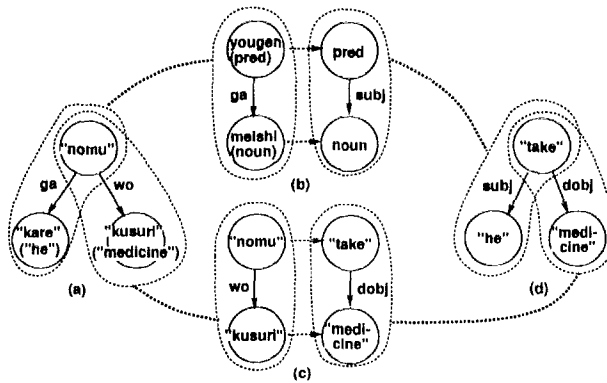 yougen
(pred)
pred
ga
subj
meishi
(noun)
noun
(b)
"nomu"
ga
wo
"kare"
("he")
"kusuri"
("medicine")
(a)
"take"
subj
dobj
"he"
"medi-
cine"
(d)
"nomu"
"take"
wo
dobj
"kusuri"
"medi-
cine"
(c)